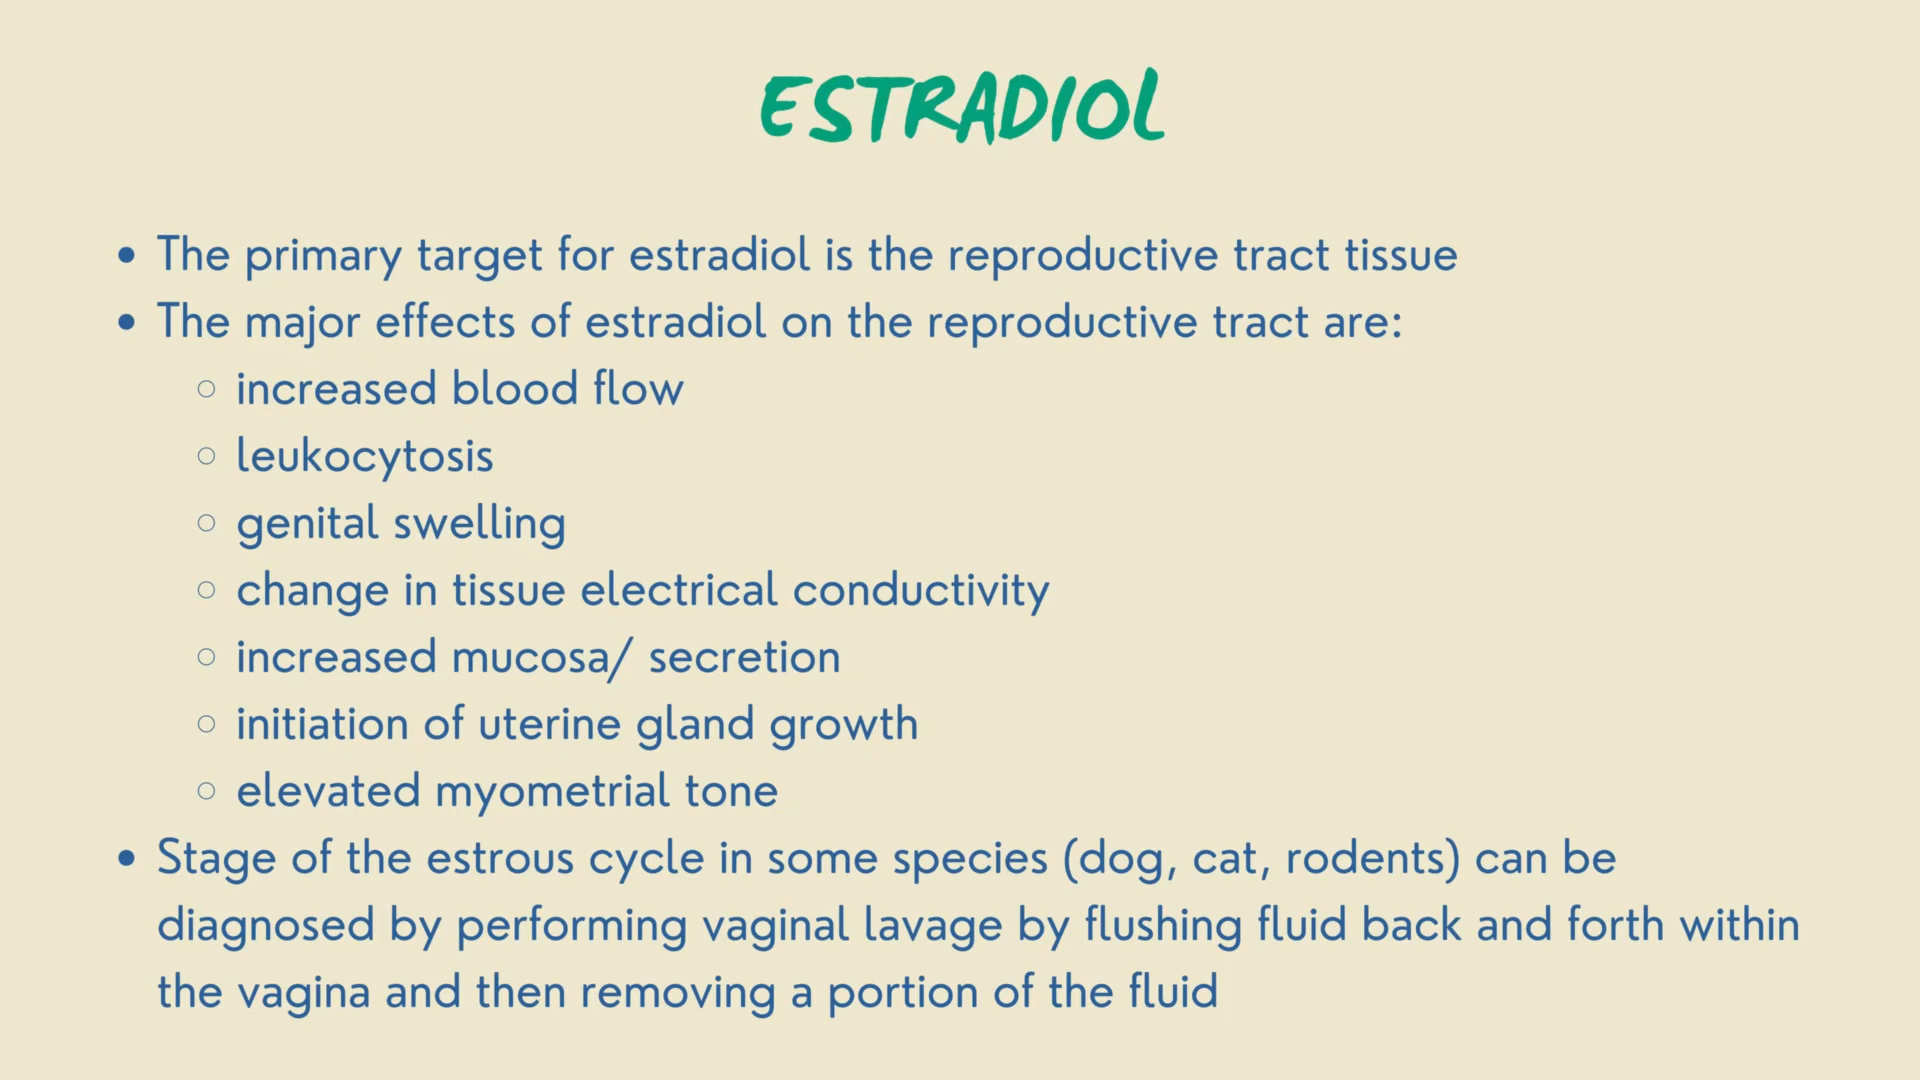 ESTRADIOL
• The primary target for estradiol is the reproductive tract tissue
• The major effects of estradiol on the reproductive tract are:
○ increased blood flow
○ leukocytosis
○ genital swelling
○ change in tissue electrical conductivity
○ increased mucosa/ secretion
○ initiation of uterine gland growth
○ elevated myometrial tone
• Stage of the estrous cycle in some species (dog, cat, rodents) can be
diagnosed by performing vaginal lavage by flushing fluid back and forth within
the vagina and then removing a portion of the fluid